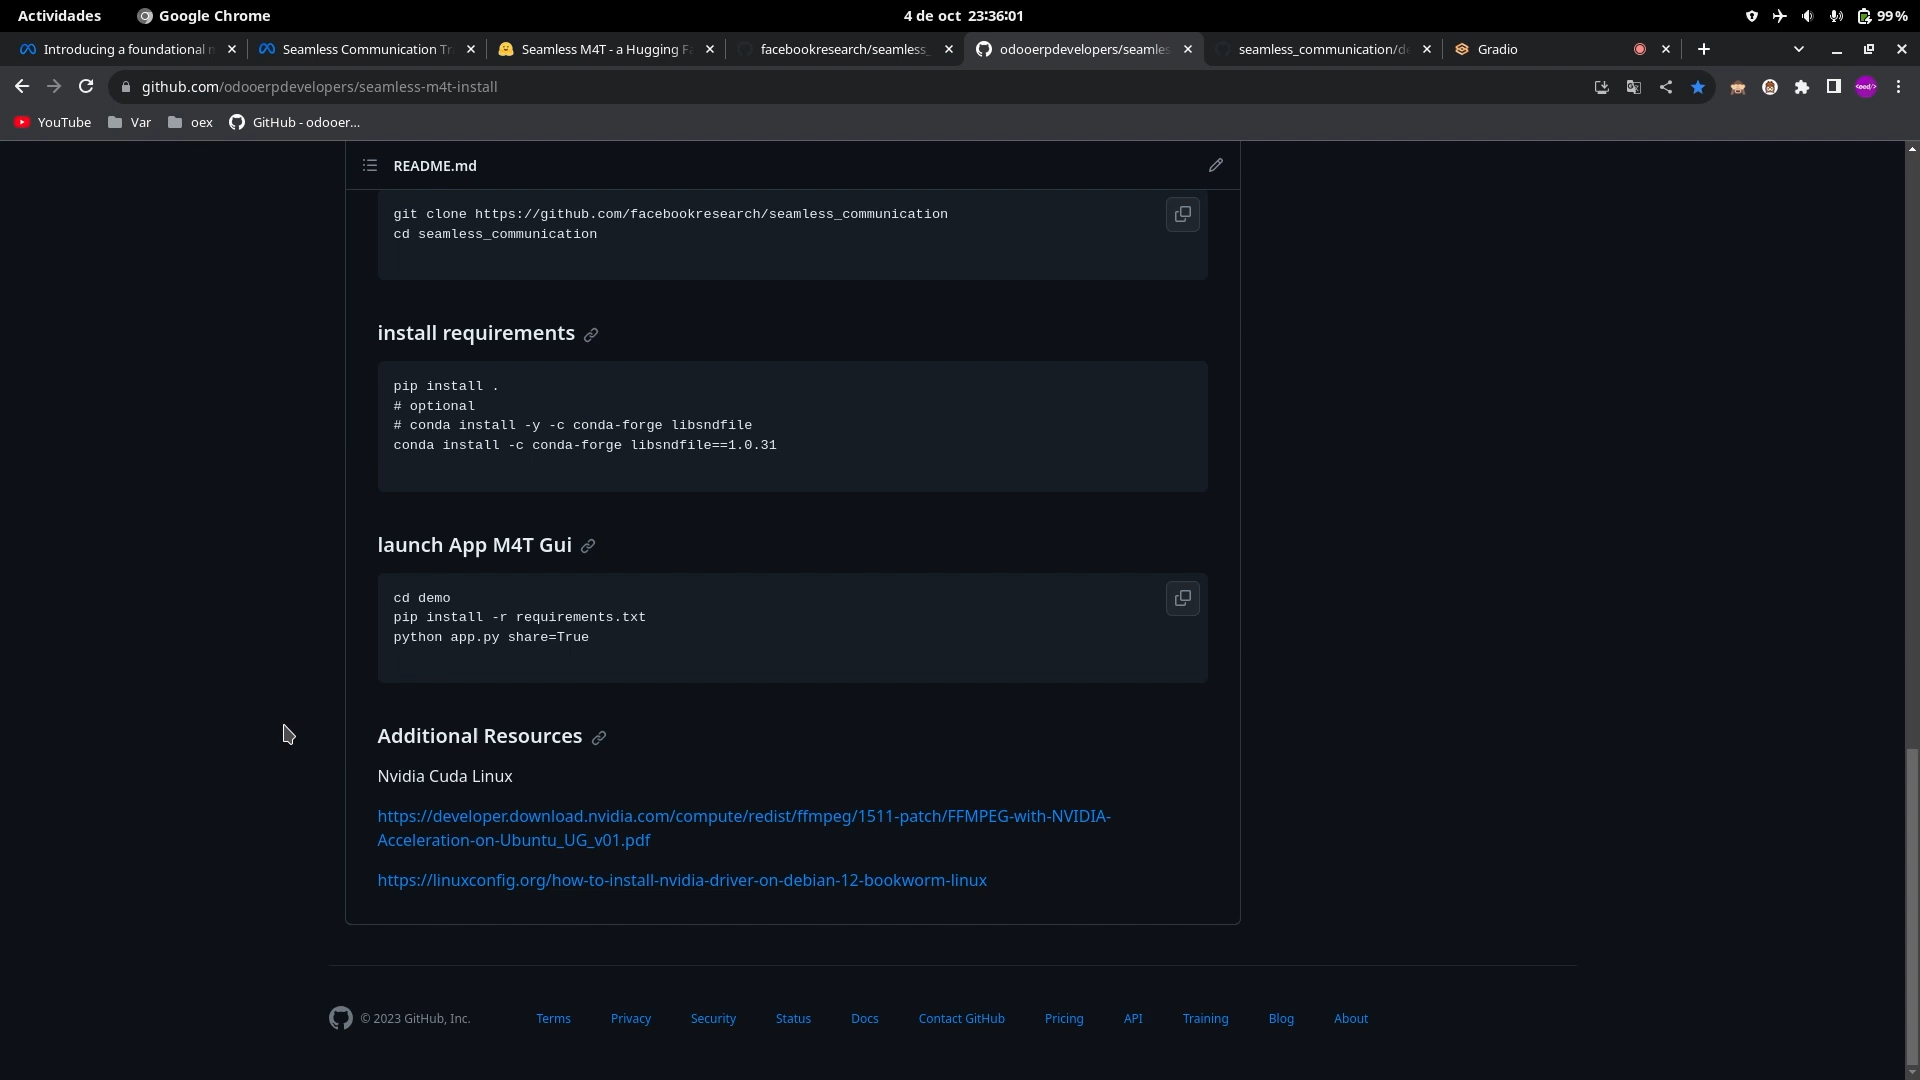 Actividades
Google Chrome
4 de oct 23:36:01
99%
Introducing a foundational
Seamless Communication Tr
Seamless M4T - a Hugging F
facebookresearch/seamless_
odooerpdevelopers/seamles
seamless_communication/de
Gradio
github.com/odooerpdevelopers/seamless-m4t-install
YouTube
Var
oex
GitHub - odooer...
README.md
git clone https://github.com/facebookresearch/seamless_communication
cd seamless_communication
install requirements
pip install .
# optional
# conda install -y -c conda-forge libsndfile
conda install -c conda-forge libsndfile==1.0.31
launch App M4T Gui
cd demo
pip install -r requirements.txt
python app.py share=True
Additional Resources
Nvidia Cuda Linux
https://developer.download.nvidia.com/compute/redist/ffmpeg/1511-patch/FFMPEG-with-NVIDIA-
Acceleration-on-Ubuntu_UG_v01.pdf
https://linuxconfig.org/how-to-install-nvidia-driver-on-debian-12-bookworm-linux
© 2023 GitHub, Inc.
Terms
Privacy
Security
Status
Docs
Contact GitHub
Pricing
API
Training
Blog
About